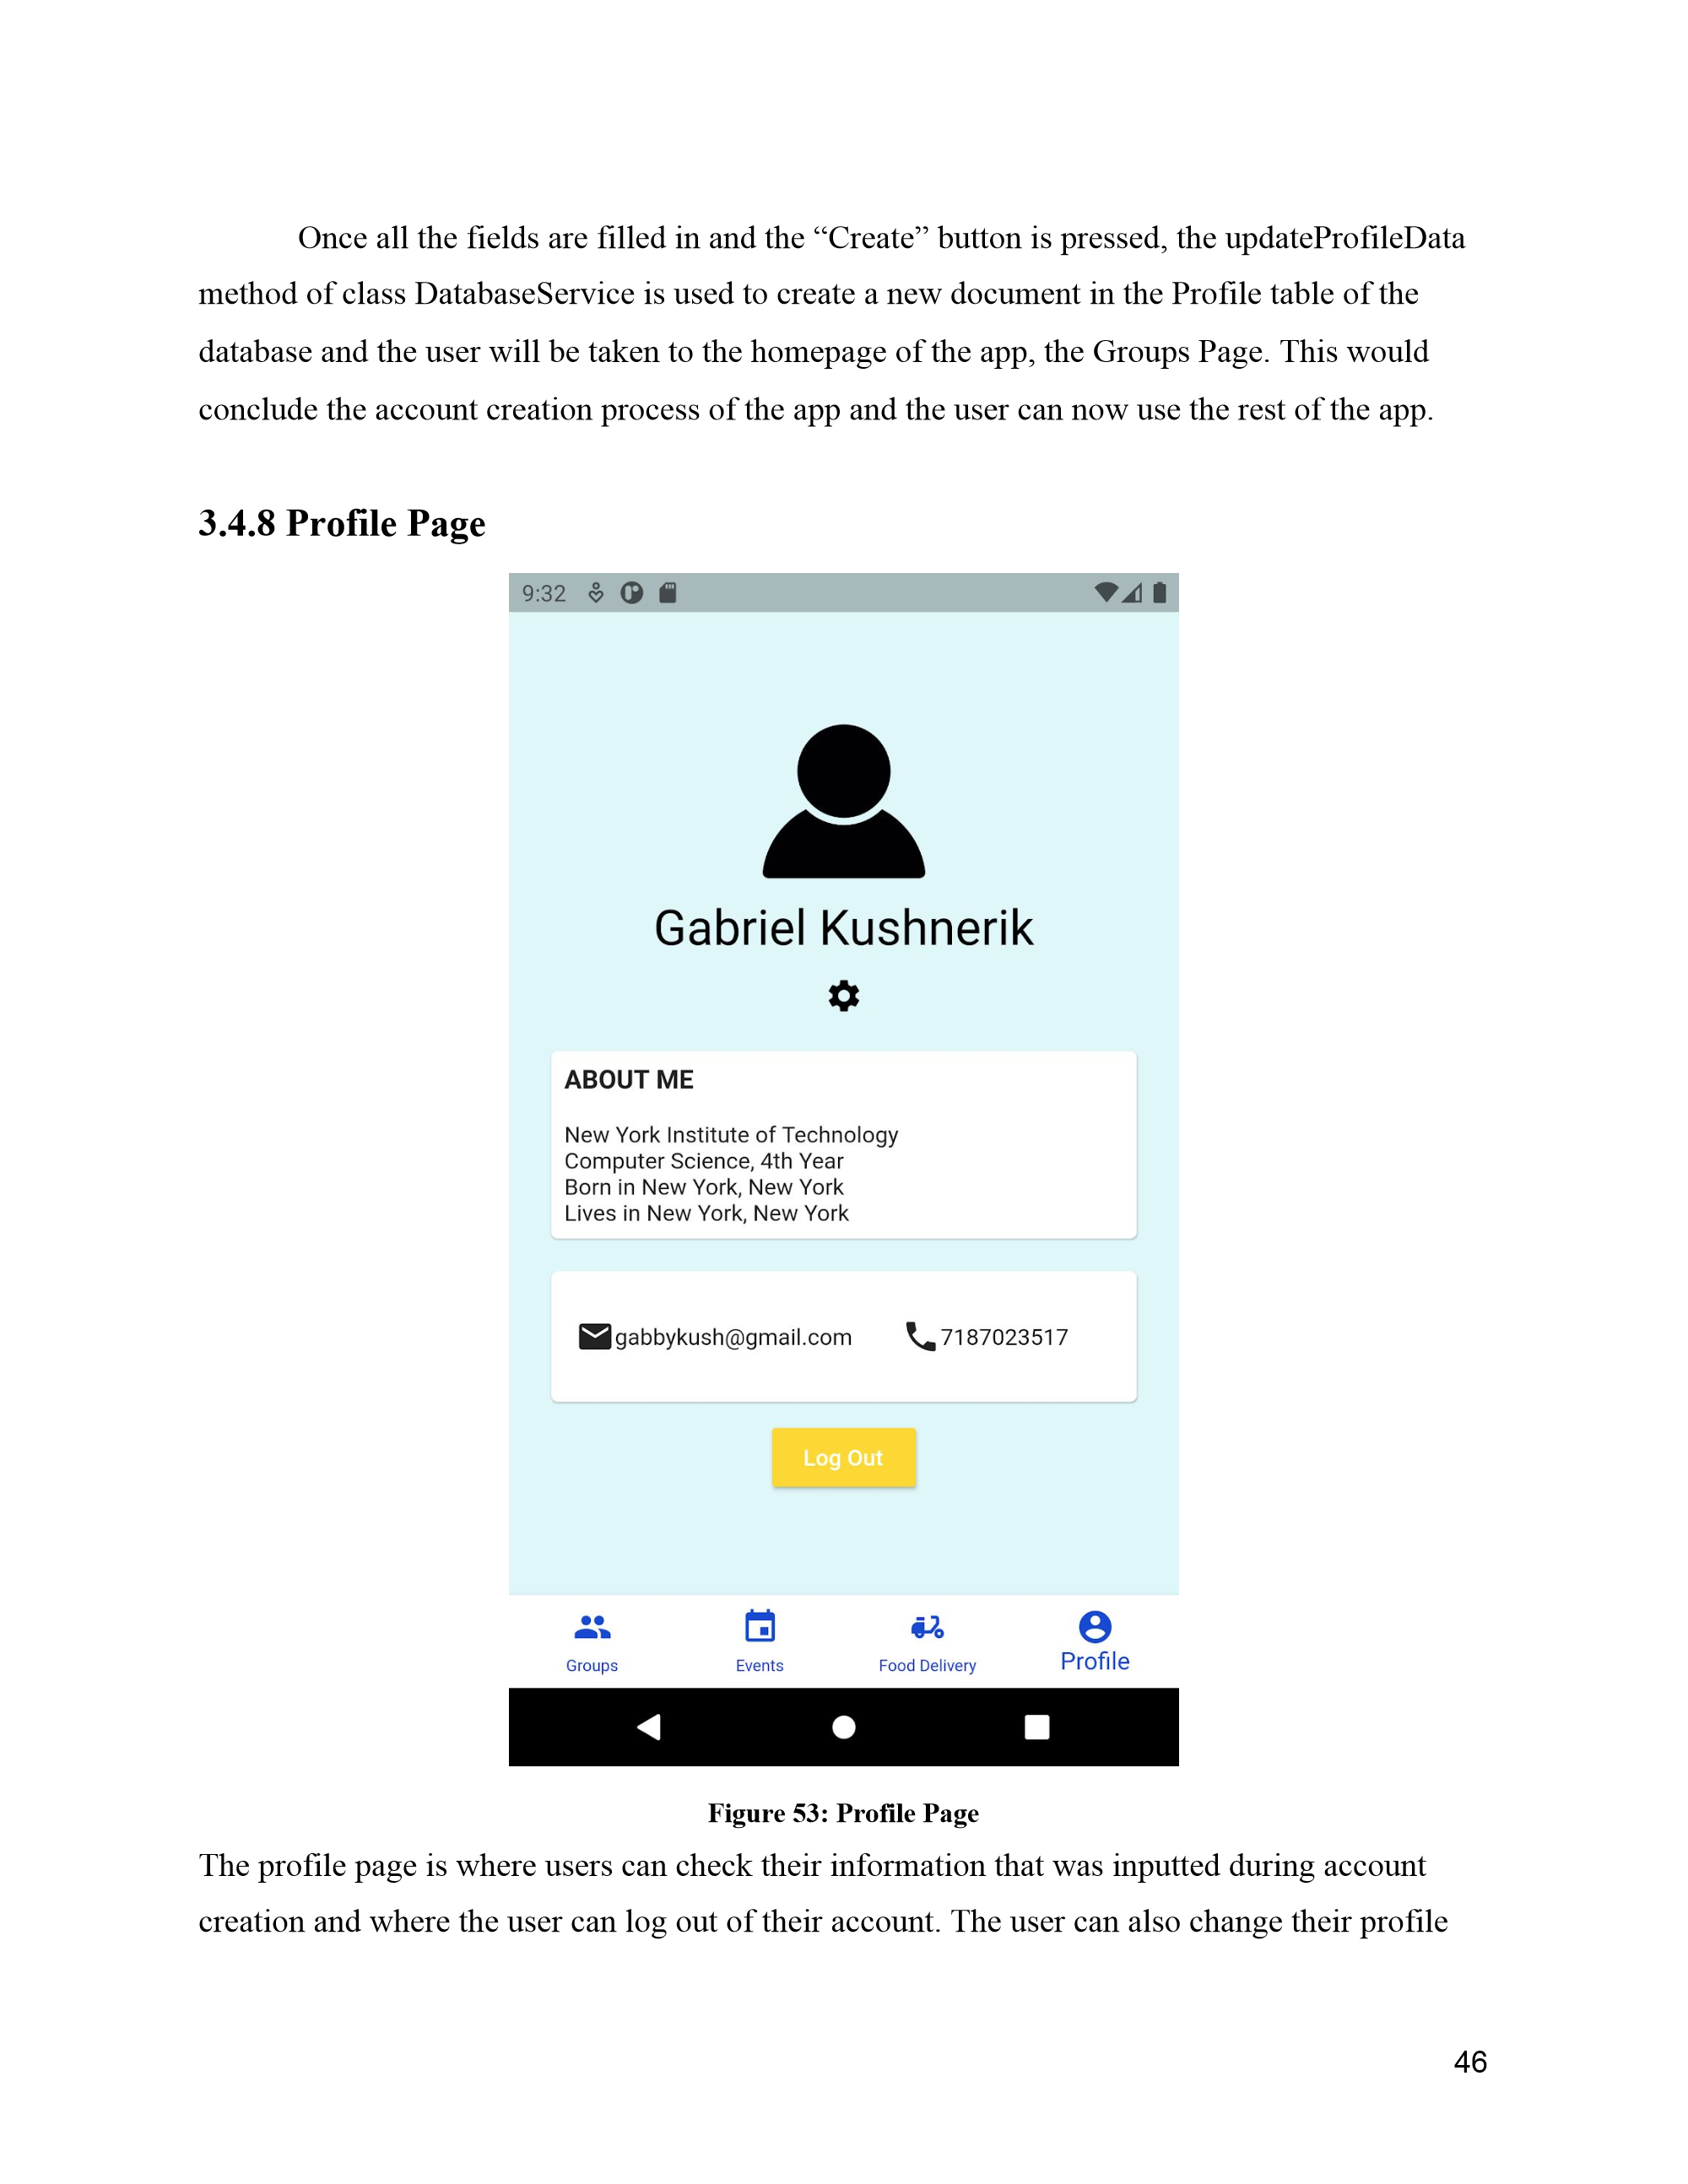 Once all the fields are filled in and the “Create” button is pressed, the updateProfileData
method of class DatabaseService is used to create a new document in the Profile table of the
database and the user will be taken to the homepage of the app, the Groups Page. This would
conclude the account creation process of the app and the user can now use the rest of the app.
3.4.8 Profile Page
9:32
Gabriel Kushnerik
ABOUT ME
New York Institute of Technology
Computer Science, 4th Year
Born in New York, New York
Lives in New York, New York
gabbykush@gmail.com 7187023517
Log Out
Groups Events Food Delivery Profile
Figure 53: Profile Page
The profile page is where users can check their information that was inputted during account
creation and where the user can log out of their account. The user can also change their profile
46